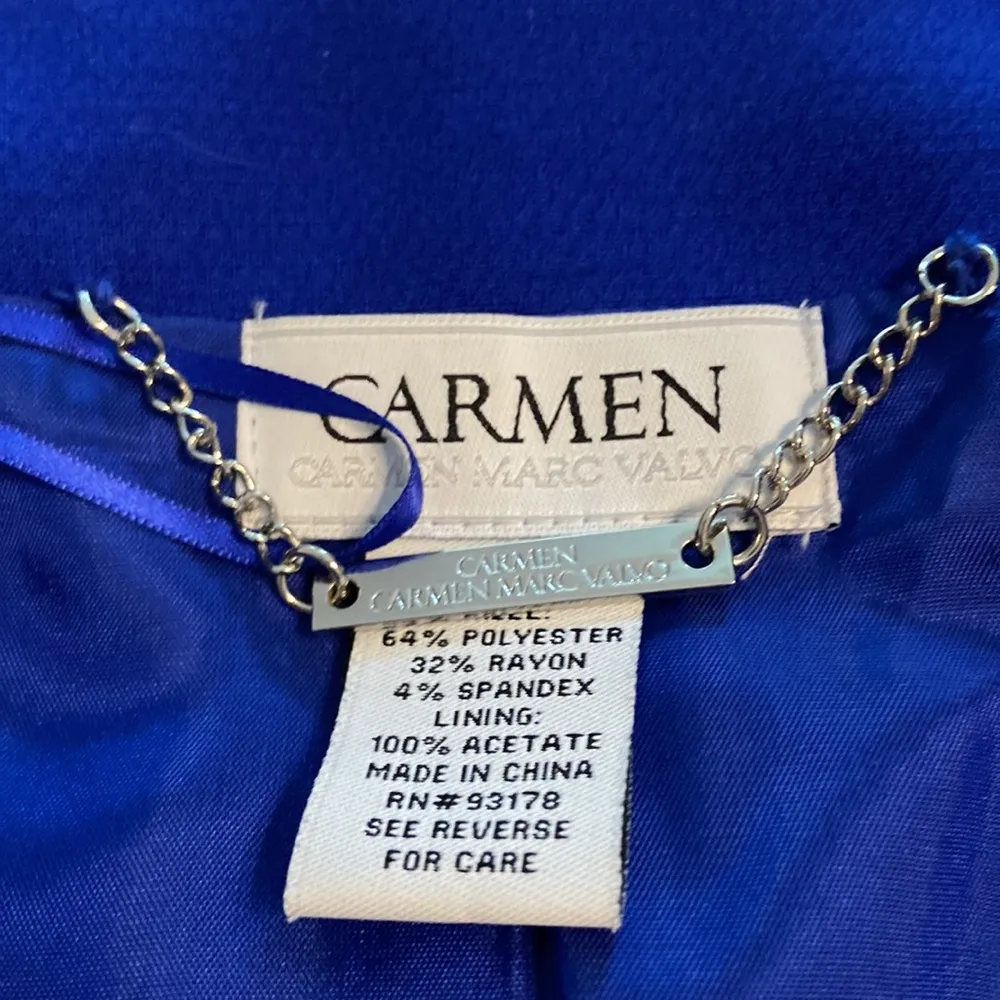 CARMEN
CARMEN MARC VALVO
CARMEN
CARMEN MARC VALVO
64% POLYESTER
32% RAYON
4% SPANDEX
LINING:
100% ACETATE
MADE IN CHINA
RN#93178
SEE REVERSE
FOR CARE